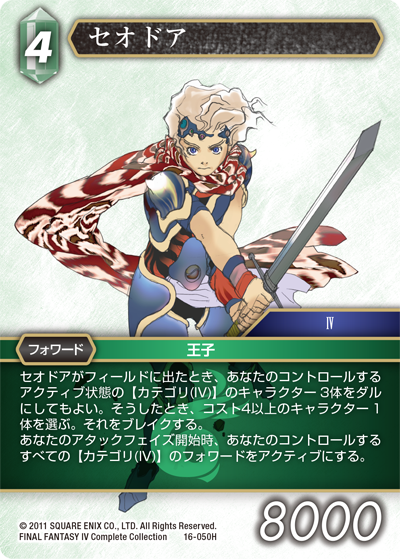 4
セオドア
Ⅳ
フォワード
王子
セオドアがフィールドに出たとき、あなたのコントロールする
アクティブ状態の【カテゴリ(Ⅳ)】のキャラクター3体をダル
にしてもよい。そうしたとき、コスト4以上のキャラクター1
体を選ぶ。それをブレイクする。
あなたのアタックフェイズ開始時、あなたのコントロールする
すべての【カテゴリ(Ⅳ)】のフォワードをアクティブにする。
© 2011 SQUARE ENIX CO., LTD. All Rights Reserved.
FINAL FANTASY IV Complete Collection 16-050H
8000